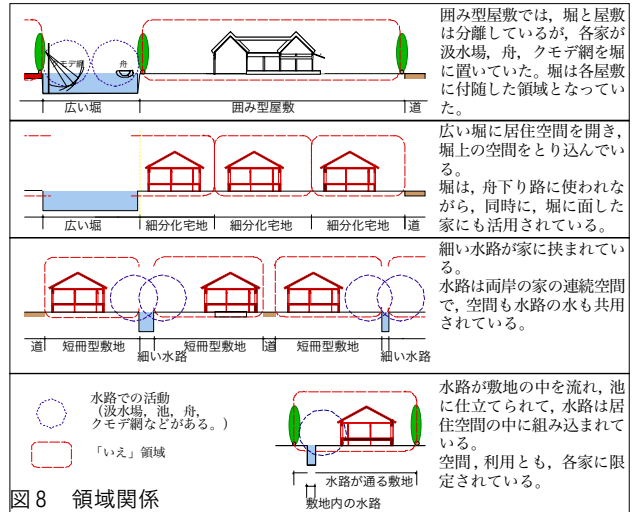 クモデ網
舟
広い堀
囲み型屋敷
道
囲み型屋敷では，堀と屋敷
は分離しているが，各家が
汲水場，舟，クモデ網を堀
に置いていた。堀は各屋敷
に付随した領域となってい
た。
広い堀
細分化宅地
細分化宅地
細分化宅地
道
広い堀に居住空間を開き，
堀上の空間をとり込んでい
る。
堀は，舟下り路に使われな
がら，同時に，堀に面した
家にも活用されている。
道
短冊型敷地
細い水路
短冊型敷地
道
短冊型敷地
細い水路
細い水路が家に挟まれてい
る。
水路は両岸の家の連続空間
で，空間も水路の水も共用
されている。
水路での活動
（汲水場，池，舟，
クモデ網などがある。）
「いえ」領域
水路が通る敷地
敷地内の水路
水路が敷地の中を流れ，池
に仕立てられて，水路は居
住空間の中に組み込まれて
いる。
空間，利用とも，各家に限
定されている。
図８　領域関係